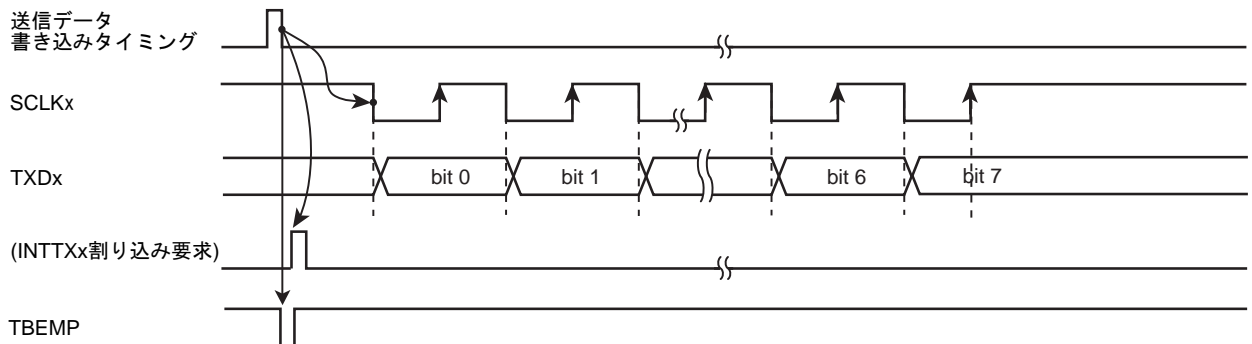 送信データ
書き込みタイミング
SCLKx
TXDx
bit 0
bit 1
bit 6
bit 7
(INTTXx割り込み要求)
TBEMP